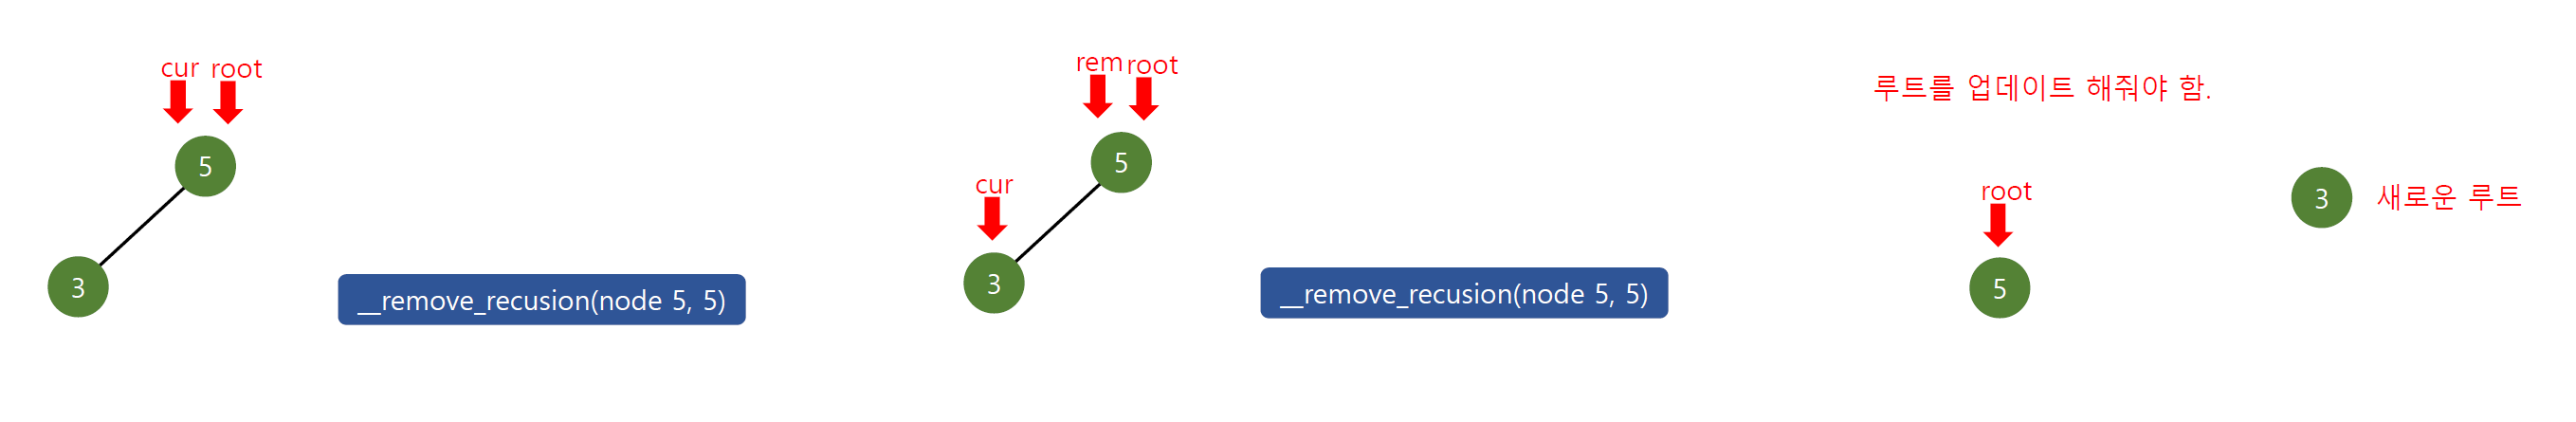 cur root
5
3
__remove_recusion(node 5, 5)
rem root
5
cur
3
__remove_recusion(node 5, 5)
루트를 업데이트 해줘야 함.
root
5
3 새로운 루트